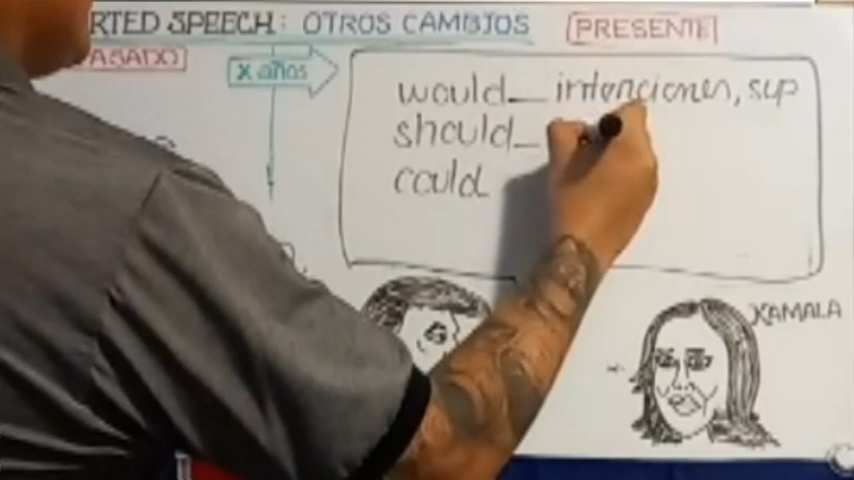 RTED SPEECH: OTROS CAMBIOS
PRESENTE
PASADO
X años
would_ intenciones, sup
should_
could
KAMALA